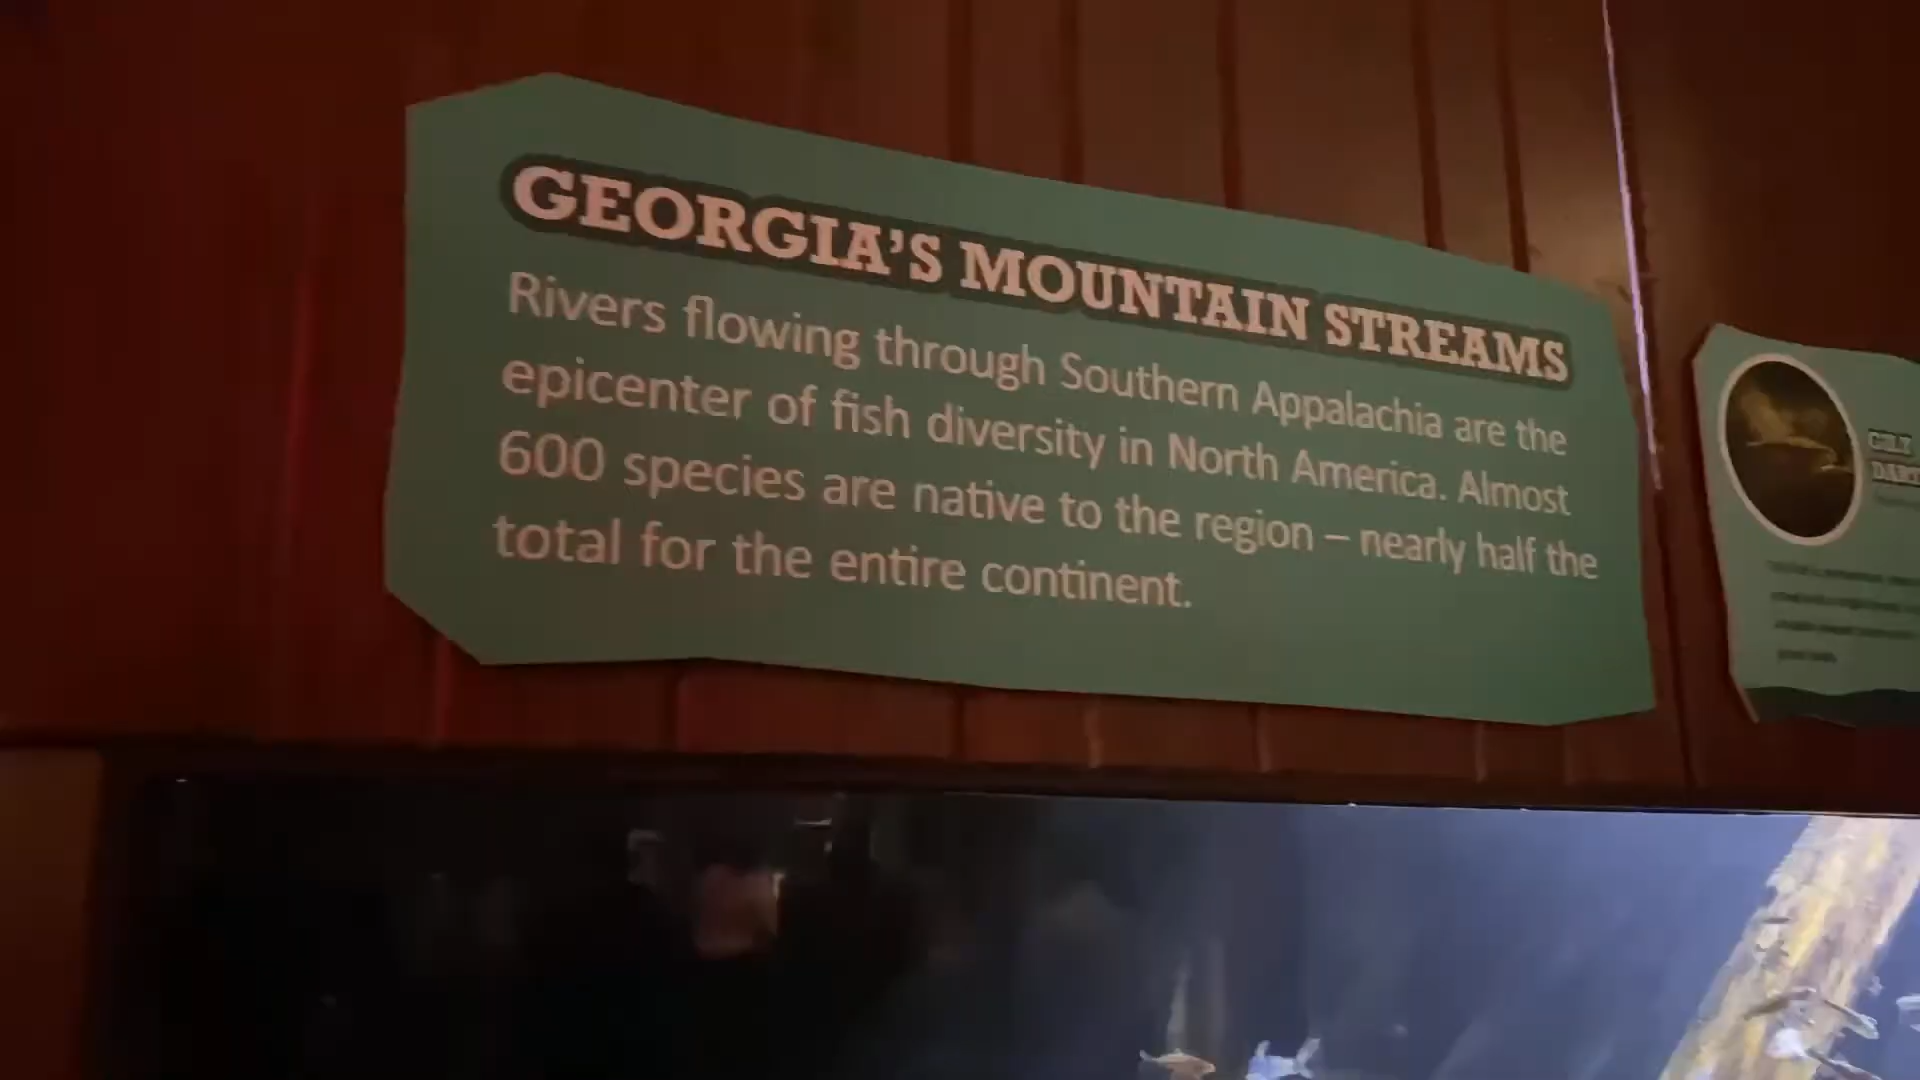 GEORGIA'S MOUNTAIN STREAMS
Rivers flowing through Southern Appalachia are the
epicenter of fish diversity in North America. Almost
600 species are native to the region – nearly half the
total for the entire continent.